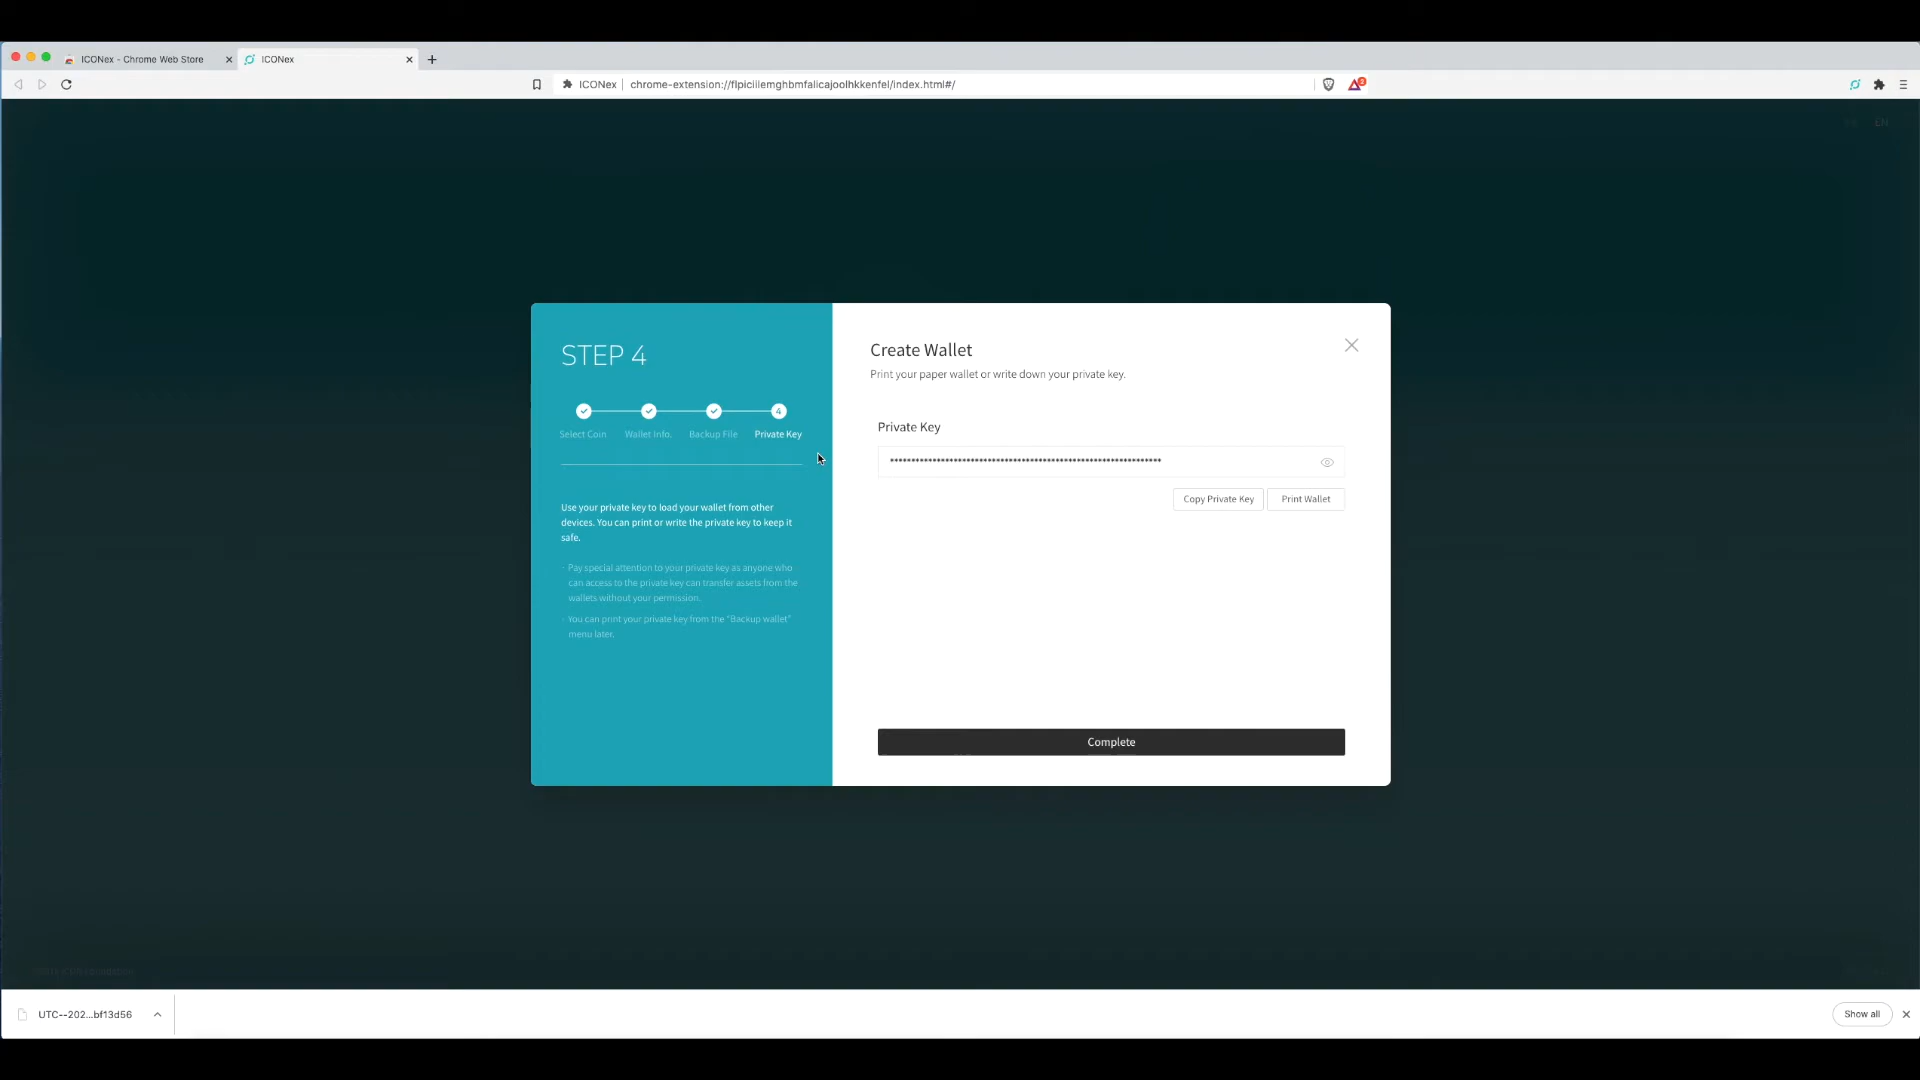 ICONex - Chrome Web Store
ICONex
ICONex
chrome-extension://flpiciilemghbmfalicajoolhkkenfel/index.html#/
2
EN
STEP 4
4
Select Coin
Wallet Info.
Backup File
Private Key
Use your private key to load your wallet from other
devices. You can print or write the private key to keep it
safe.
- Pay special attention to your private key as anyone who
can access to the private key can transfer assets from the
wallets without your permission.
- You can print your private key from the "Backup wallet"
menu later.
Create Wallet
Print your paper wallet or write down your private key.
Private Key
Copy Private Key
Print Wallet
Complete
UTC--202...bf13d56
Show all